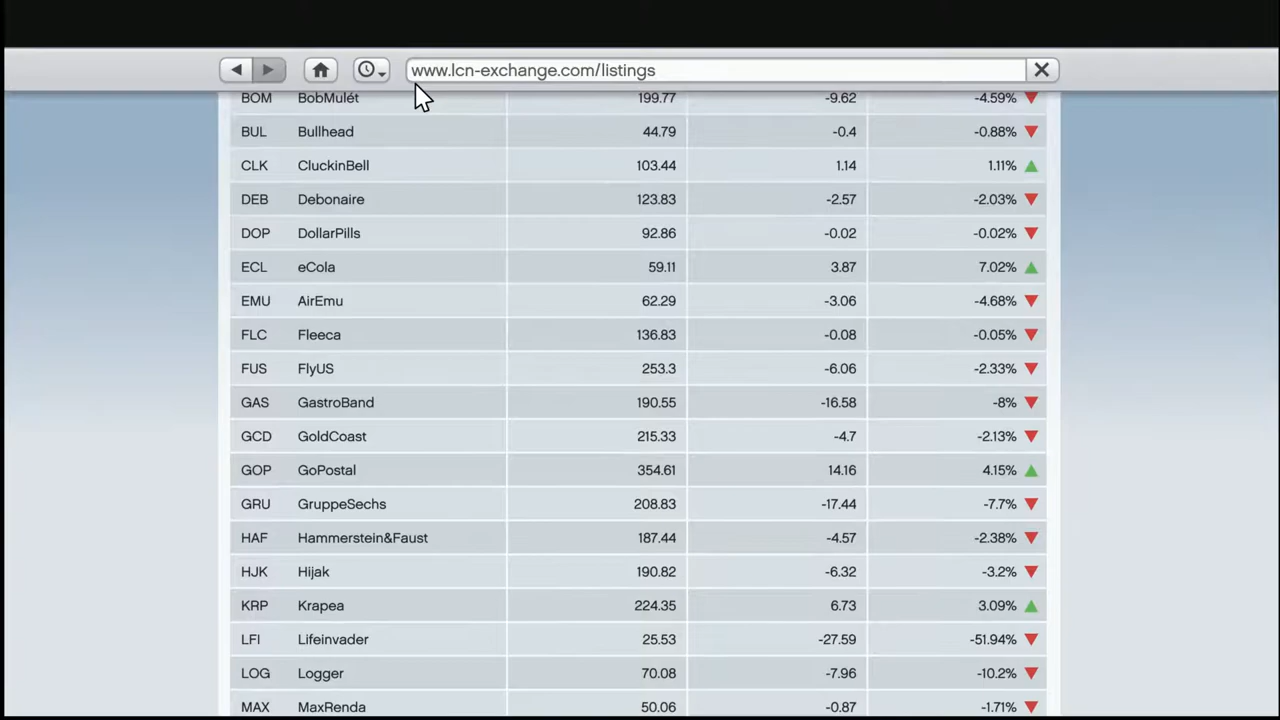 www.lcn-exchange.com/listings
BOM BobMulét 199.77 -9.62 -4.59%
BUL Bullhead 44.79 -0.4 -0.88%
CLK CluckinBell 103.44 1.14 1.11%
DEB Debonaire 123.83 -2.57 -2.03%
DOP DollarPills 92.86 -0.02 -0.02%
ECL eCola 59.11 3.87 7.02%
EMU AirEmu 62.29 -3.06 -4.68%
FLC Fleeca 136.83 -0.08 -0.05%
FUS FlyUS 253.3 -6.06 -2.33%
GAS GastroBand 190.55 -16.58 -8%
GCD GoldCoast 215.33 -4.7 -2.13%
GOP GoPostal 354.61 14.16 4.15%
GRU GruppeSechs 208.83 -17.44 -7.7%
HAF Hammerstein&Faust 187.44 -4.57 -2.38%
HJK Hijak 190.82 -6.32 -3.2%
KRP Krapea 224.35 6.73 3.09%
LFI Lifeinvader 25.53 -27.59 -51.94%
LOG Logger 70.08 -7.96 -10.2%
MAX MaxRenda 50.06 -0.87 -1.71%